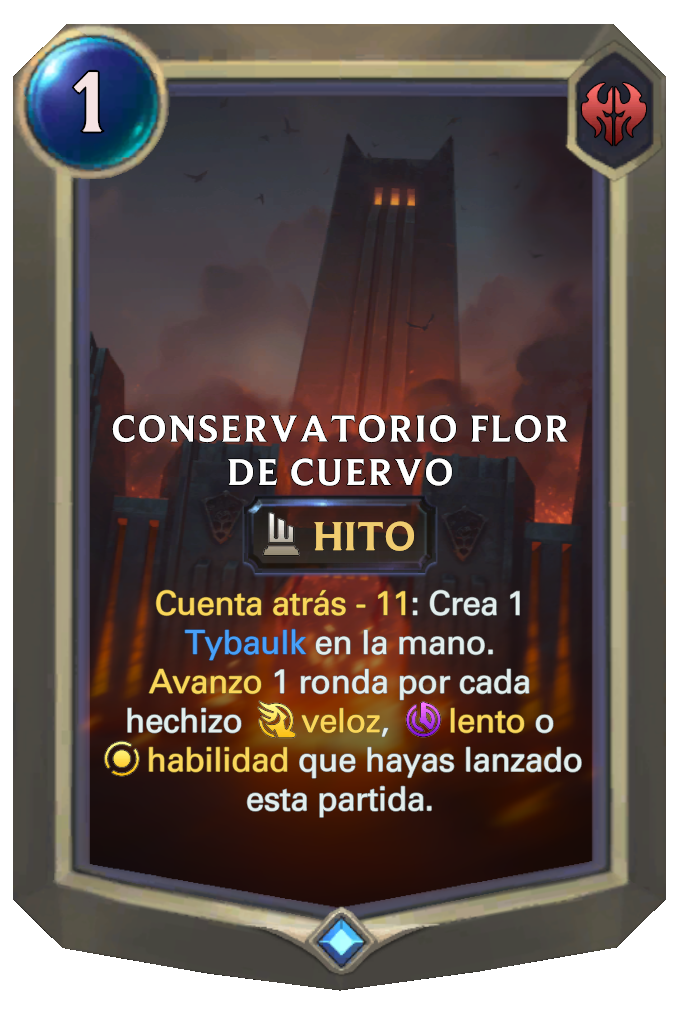 1
CONSERVATORIO FLOR
DE CUERVO
HITO
Cuenta atrás - 11: Crea 1
Tybaulk en la mano.
Avanzo 1 ronda por cada
hechizo veloz, lento o
habilidad que hayas lanzado
esta partida.